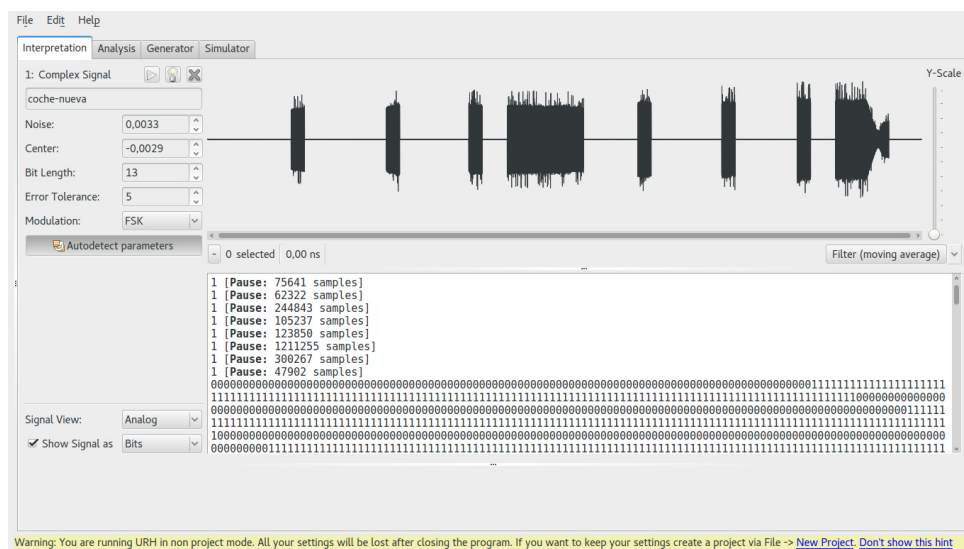 File Edit Help
Interpretation Analysis Generator Simulator
1: Complex Signal
Y-Scale
coche-nueva
Noise: 0,0033
Center: -0,0029
Bit Length: 13
Error Tolerance: 5
Modulation: FSK
Autodetect parameters
- 0 selected 0,00 ns Filter (moving average)
1 [Pause: 75641 samples]
1 [Pause: 62322 samples]
1 [Pause: 244843 samples]
1 [Pause: 105237 samples]
1 [Pause: 123850 samples]
1 [Pause: 1211255 samples]
1 [Pause: 300267 samples]
1 [Pause: 47902 samples]
Signal View: Analog
Show Signal as Bits
Warning: You are running URH in non project mode. All your settings will be lost after closing the program. If you want to keep your settings create a project via File -> New Project. Don't show this hint